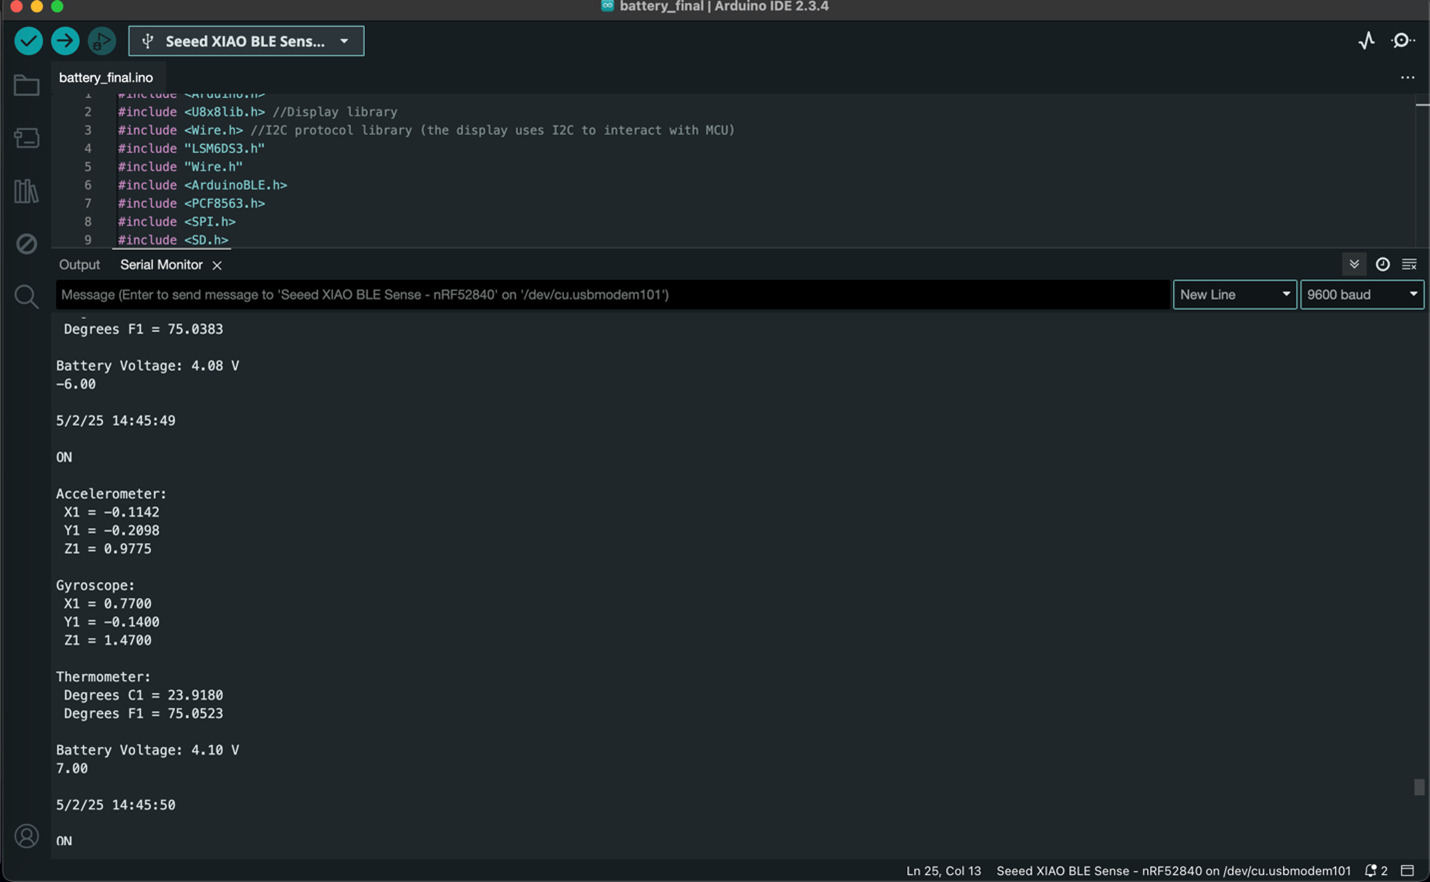 battery_final | Arduino IDE 2.3.4
Seeed XIAO BLE Sens...
battery_final.ino
1 #include <Arduino.h>
2 #include <U8x8lib.h> //Display library
3 #include <Wire.h> //I2C protocol library (the display uses I2C to interact with MCU)
4 #include "LSM6DS3.h"
5 #include "Wire.h"
6 #include <ArduinoBLE.h>
7 #include <PCF8563.h>
8 #include <SPI.h>
9 #include <SD.h>
Output Serial Monitor
Message (Enter to send message to 'Seeed XIAO BLE Sense - nRF52840' on '/dev/cu.usbmodem101') New Line 9600 baud
Degrees F1 = 75.0383
Battery Voltage: 4.08 V
-6.00
5/2/25 14:45:49
ON
Accelerometer:
X1 = -0.1142
Y1 = -0.2098
Z1 = 0.9775
Gyroscope:
X1 = 0.7700
Y1 = -0.1400
Z1 = 1.4700
Thermometer:
Degrees C1 = 23.9180
Degrees F1 = 75.0523
Battery Voltage: 4.10 V
7.00
5/2/25 14:45:50
ON
Ln 25, Col 13 Seeed XIAO BLE Sense - nRF52840 on /dev/cu.usbmodem101 2